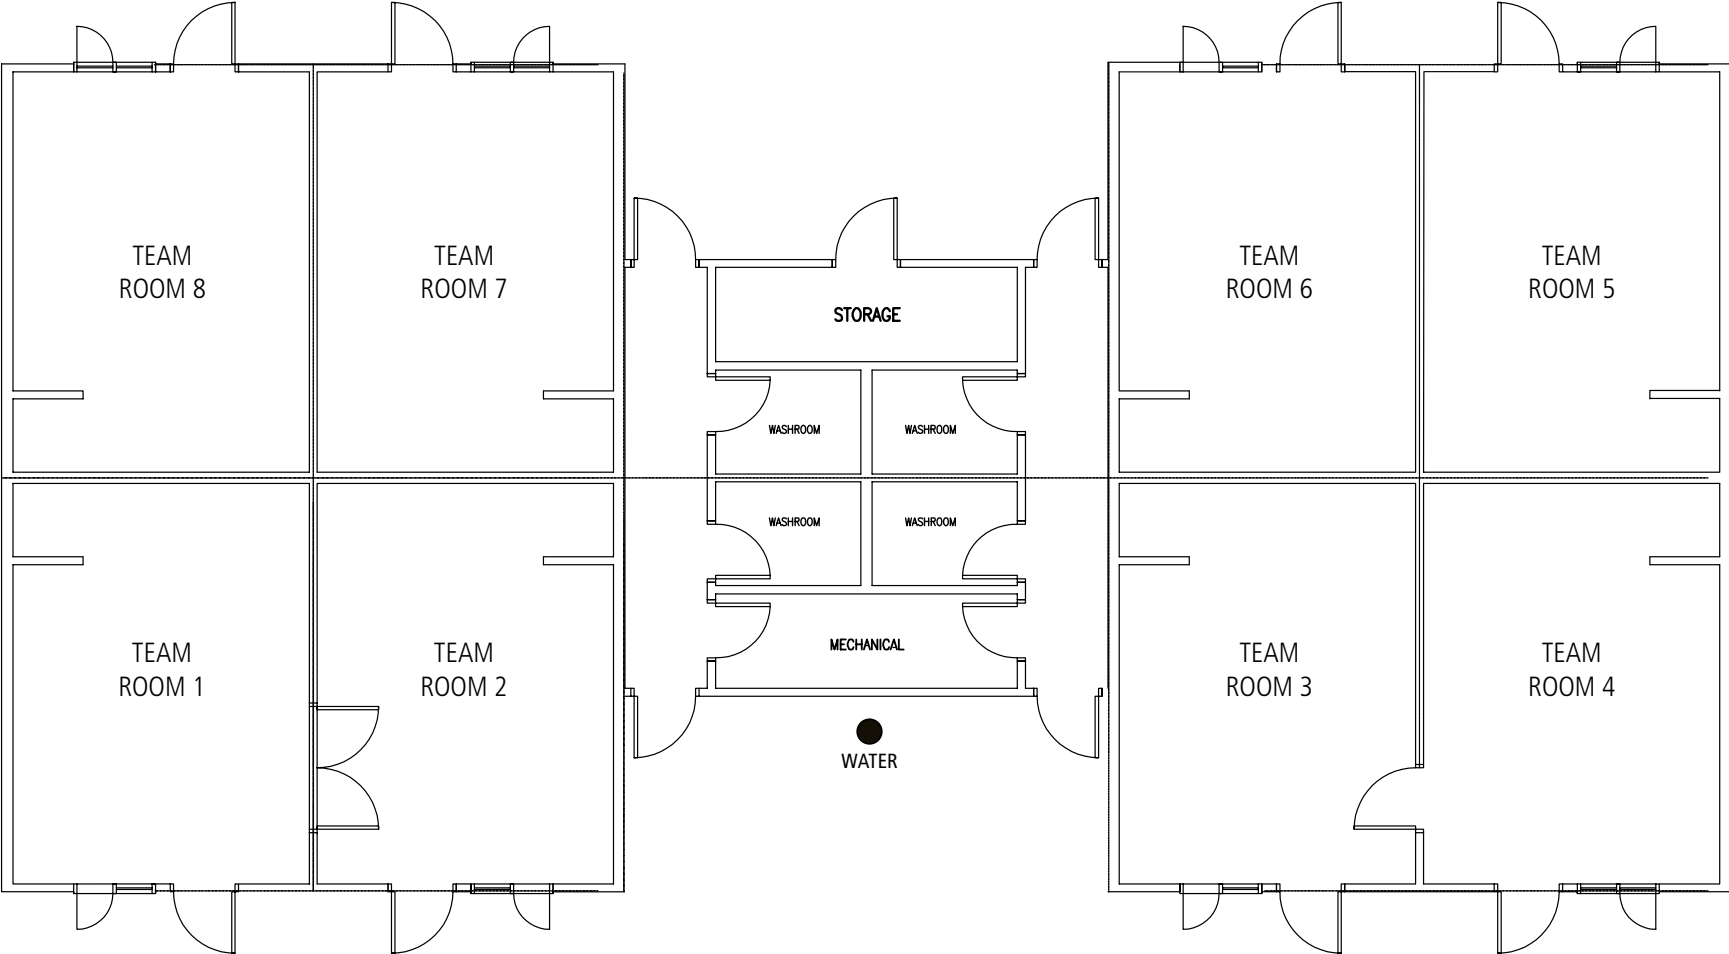 TEAM
ROOM 8
TEAM
ROOM 7
TEAM
ROOM 6
TEAM
ROOM 5
STORAGE
WASHROOM
WASHROOM
WASHROOM
WASHROOM
TEAM
ROOM 1
TEAM
ROOM 2
MECHANICAL
TEAM
ROOM 3
TEAM
ROOM 4
WATER